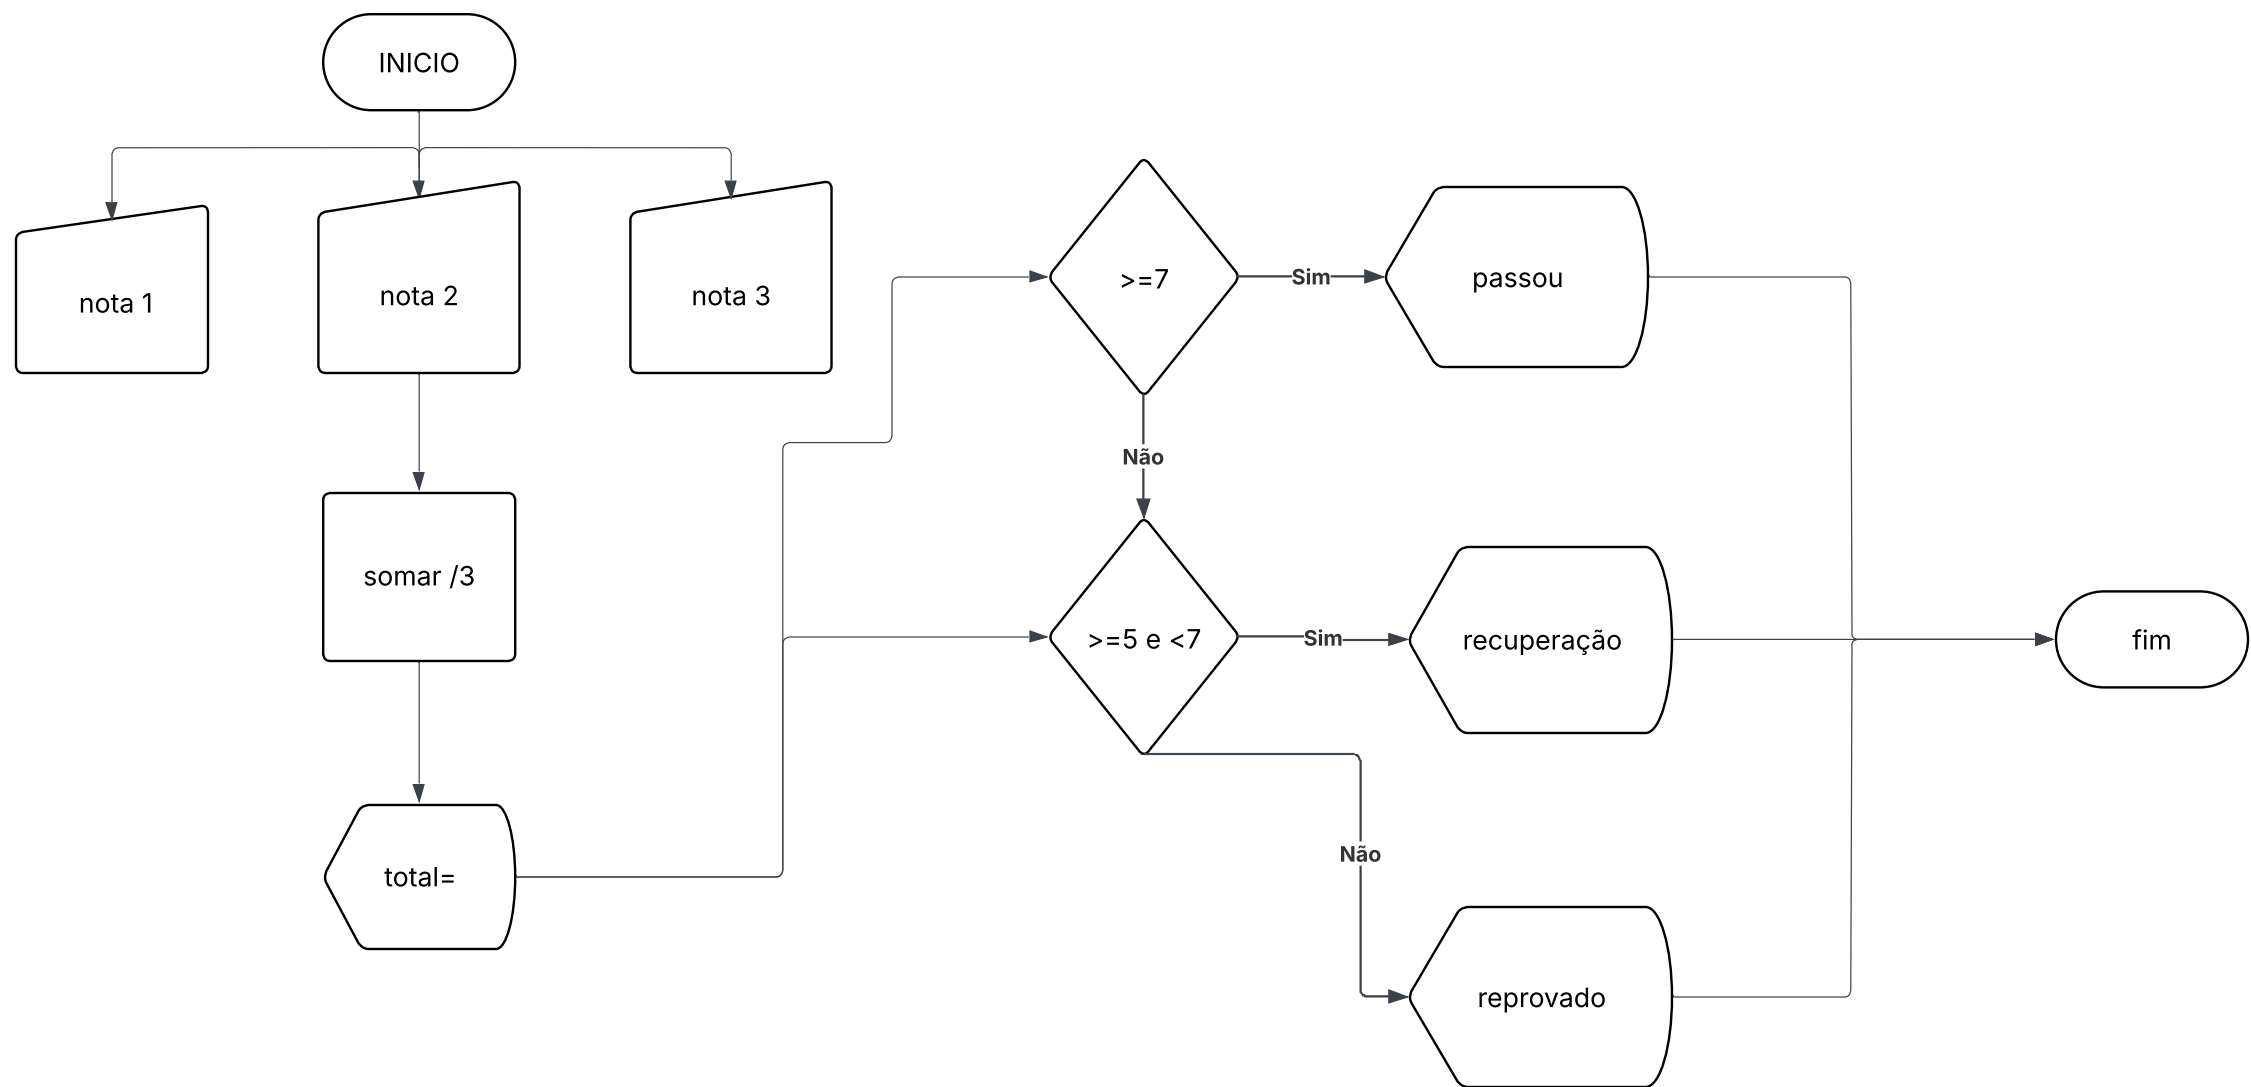 INICIO
nota 1
nota 2
nota 3
somar /3
total=
>=7
Sim
passou
Não
>=5 e <7
Sim
recuperação
Não
reprovado
fim